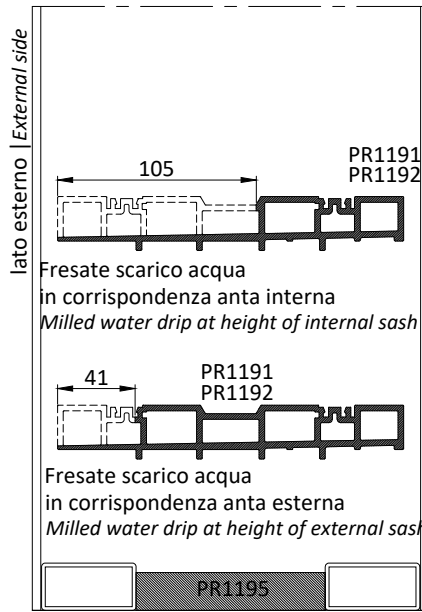 lato esterno | External side
105
PR1191
PR1192
Fresate scarico acqua
in corrispondenza anta interna
Milled water drip at height of internal sash
41
PR1191
PR1192
Fresate scarico acqua
in corrispondenza anta esterna
Milled water drip at height of external sash
PR1195